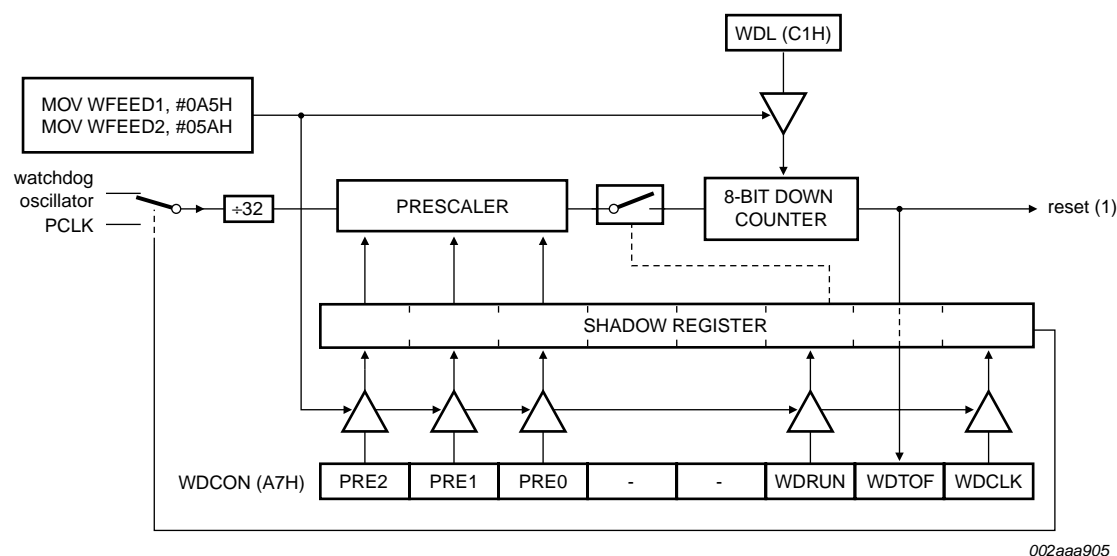 WDL (C1H)
MOV WFEED1, #0A5H
MOV WFEED2, #05AH
watchdog
oscillator
PCLK
÷32
PRESCALER
8-BIT DOWN
COUNTER
reset (1)
SHADOW REGISTER
WDCON (A7H)
PRE2
PRE1
PRE0
-
-
WDRUN
WDTOF
WDCLK
002aaa905